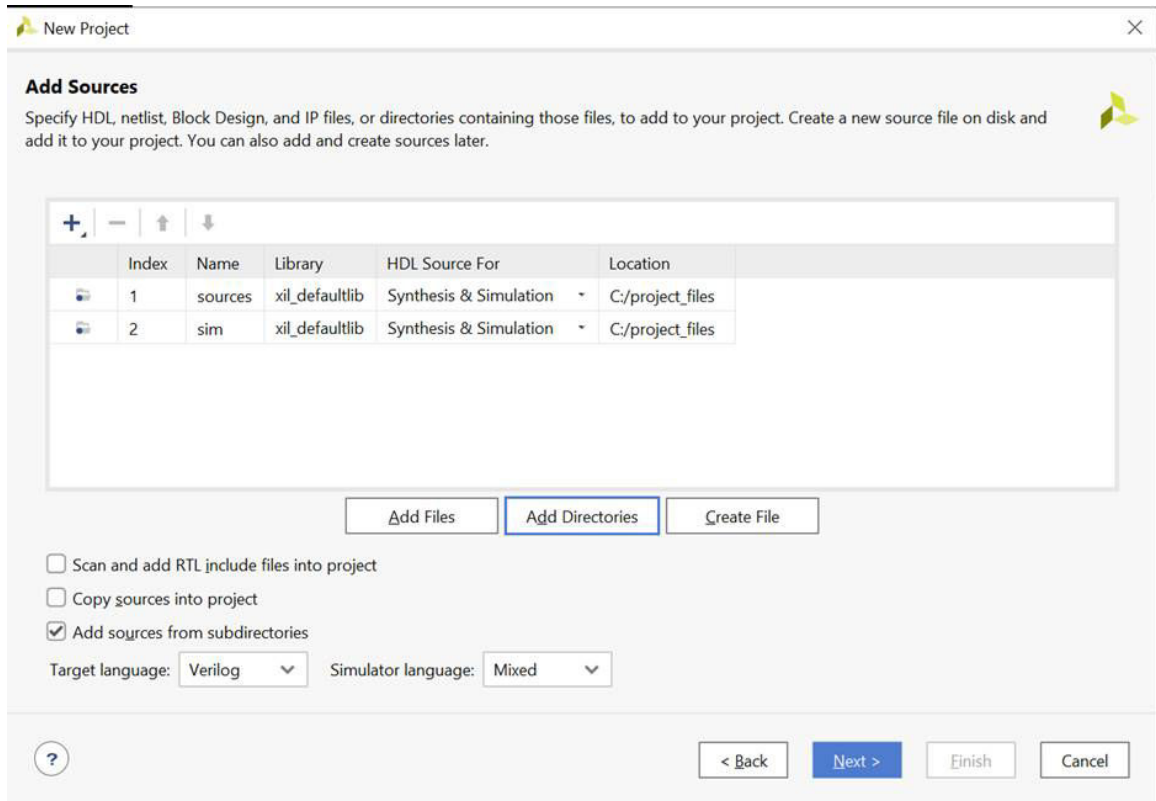 New Project
Add Sources
Specify HDL, netlist, Block Design, and IP files, or directories containing those files, to add to your project. Create a new source file on disk and
add it to your project. You can also add and create sources later.
Index Name Library HDL Source For Location
1 sources xil_defaultlib Synthesis & Simulation C:/project_files
2 sim xil_defaultlib Synthesis & Simulation C:/project_files
Add Files Add Directories Create File
Scan and add RTL include files into project
Copy sources into project
Add sources from subdirectories
Target language: Verilog Simulator language: Mixed
? < Back Next > Finish Cancel